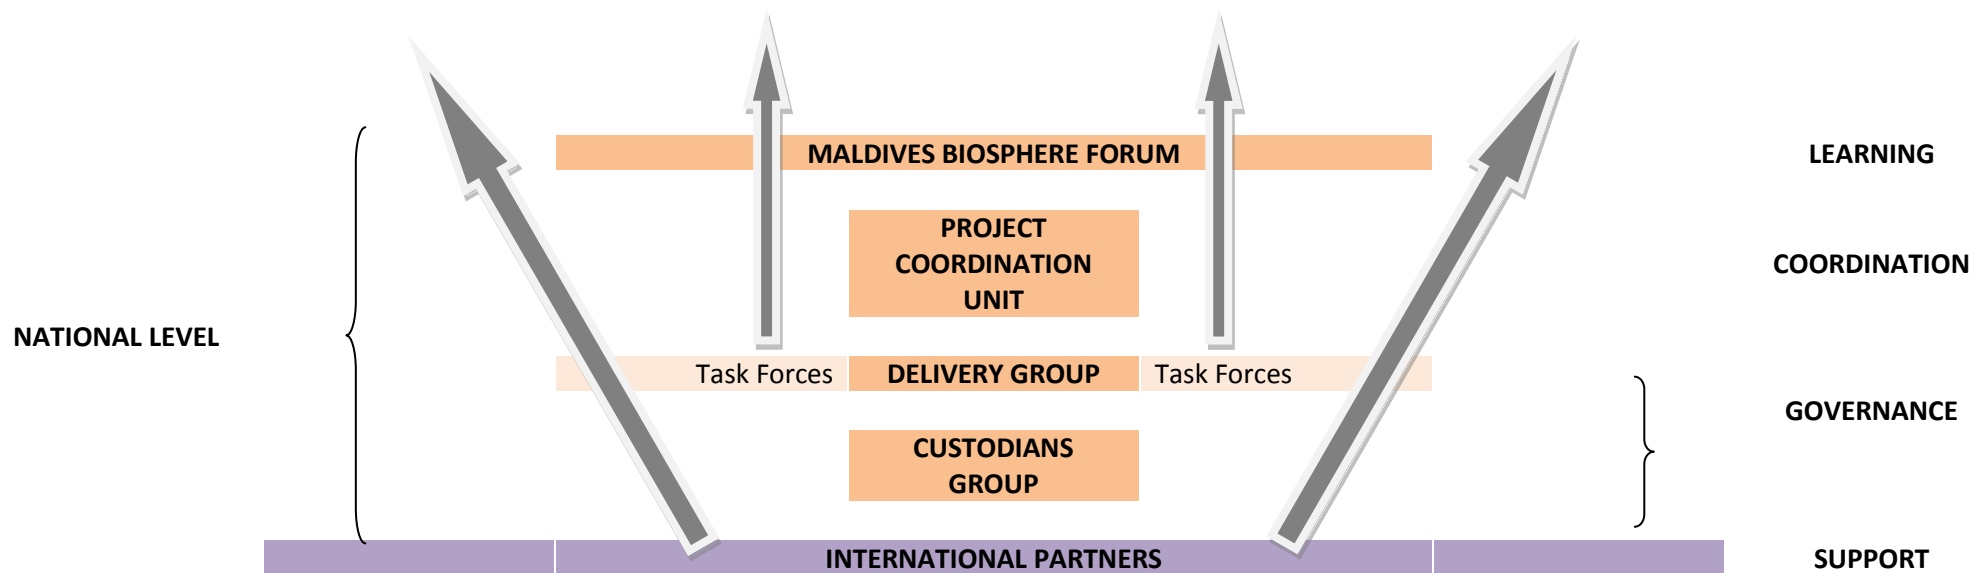 MALDIVES BIOSPHERE FORUM
LEARNING
PROJECT
COORDINATION
UNIT
COORDINATION
NATIONAL LEVEL
Task Forces
DELIVERY GROUP
Task Forces
GOVERNANCE
CUSTODIANS
GROUP
INTERNATIONAL PARTNERS
SUPPORT